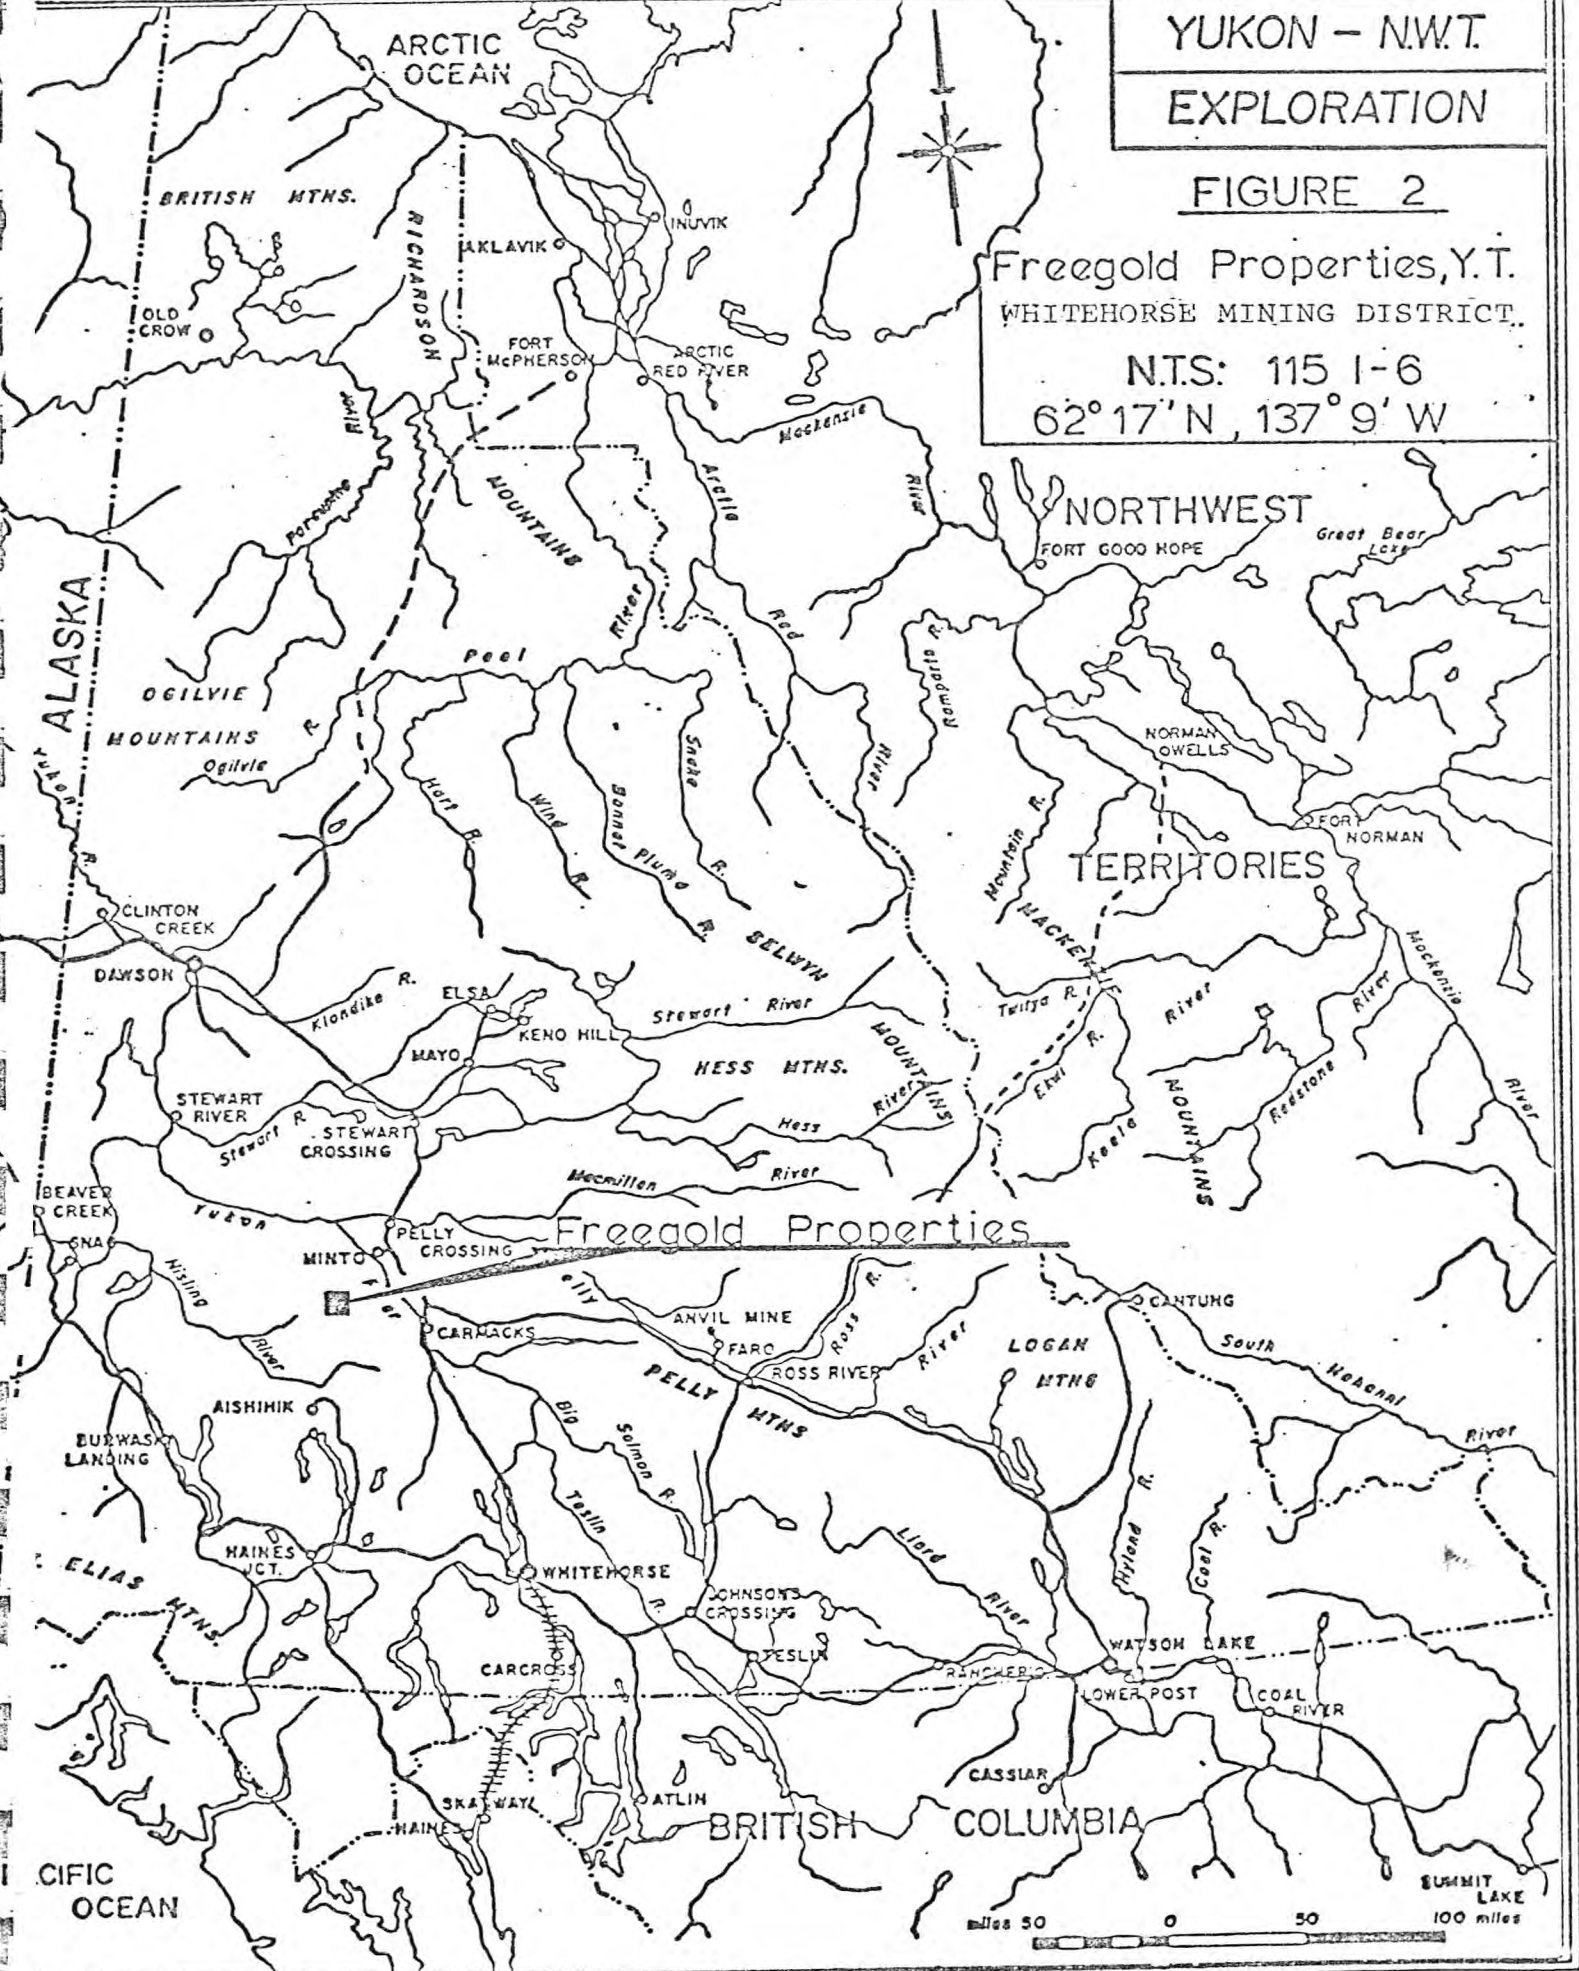 YUKON – N.W.T.
EXPLORATION
FIGURE 2
Freegold Properties, Y.T.
WHITEHORSE MINING DISTRICT.
N.T.S: 115 I-6
62° 17' N, 137° 9' W
ARCTIC
OCEAN
BRITISH MTNS.
RICHARDSON
MOUNTAINS
INUVIK
AKLAVIK
OLD
CROW
FORT
McPHERSON
ARCTIC
RED RIVER
Mackenzie
River
River
Porcupine
Arctic
Red
River
NORTHWEST
FORT GOOD HOPE
Great Bear
Lake
ALASKA
Peel
River
Ramparts R.
OGILVIE
MOUNTAINS
Ogilvie
R.
NORMAN
WELLS
Yukon
R.
Hart R.
Wind R.
Bonnet Plume R.
Snake R.
Mountain R.
FORT
NORMAN
TERRITORIES
MACKENZIE
MOUNTAINS
CLINTON
CREEK
DAWSON
SELWYN
MOUNTAINS
Klondike R.
ELSA
KENO HILL
MAYO
Stewart River
Twitya R.
River
River
Mackenzie
River
HESS MTNS.
STEWART
RIVER
Stewart R.
STEWART
CROSSING
Hess River
Ekwi R.
Keele
Redstone
Macmillan River
BEAVER
CREEK
Yukon
SNAG
PELLY
CROSSING
MINTO
Freegold Properties
Nisling
River
elly
ANVIL MINE
FARO
Ross R.
River
CANTUNG
CARMACKS
ROSS RIVER
LOGAN
MTNS
South Nahanni
River
PELLY
MTNS
AISHIHIK
BURWASH
LANDING
Big
Salmon R.
Teslin
R.
Hyland R.
Coal R.
Liard
River
HAINES
JCT.
WHITEHORSE
ELIAS
MTNS.
JOHNSONS
CROSSING
CARCROSS
TESLIN
RANCHERIA
WATSON LAKE
LOWER POST
COAL
RIVER
CASSIAR
SKAGWAY
HAINES
ATLIN
BRITISH COLUMBIA
CIFIC
OCEAN
SUMMIT
LAKE
miles 50 0 50 100 miles